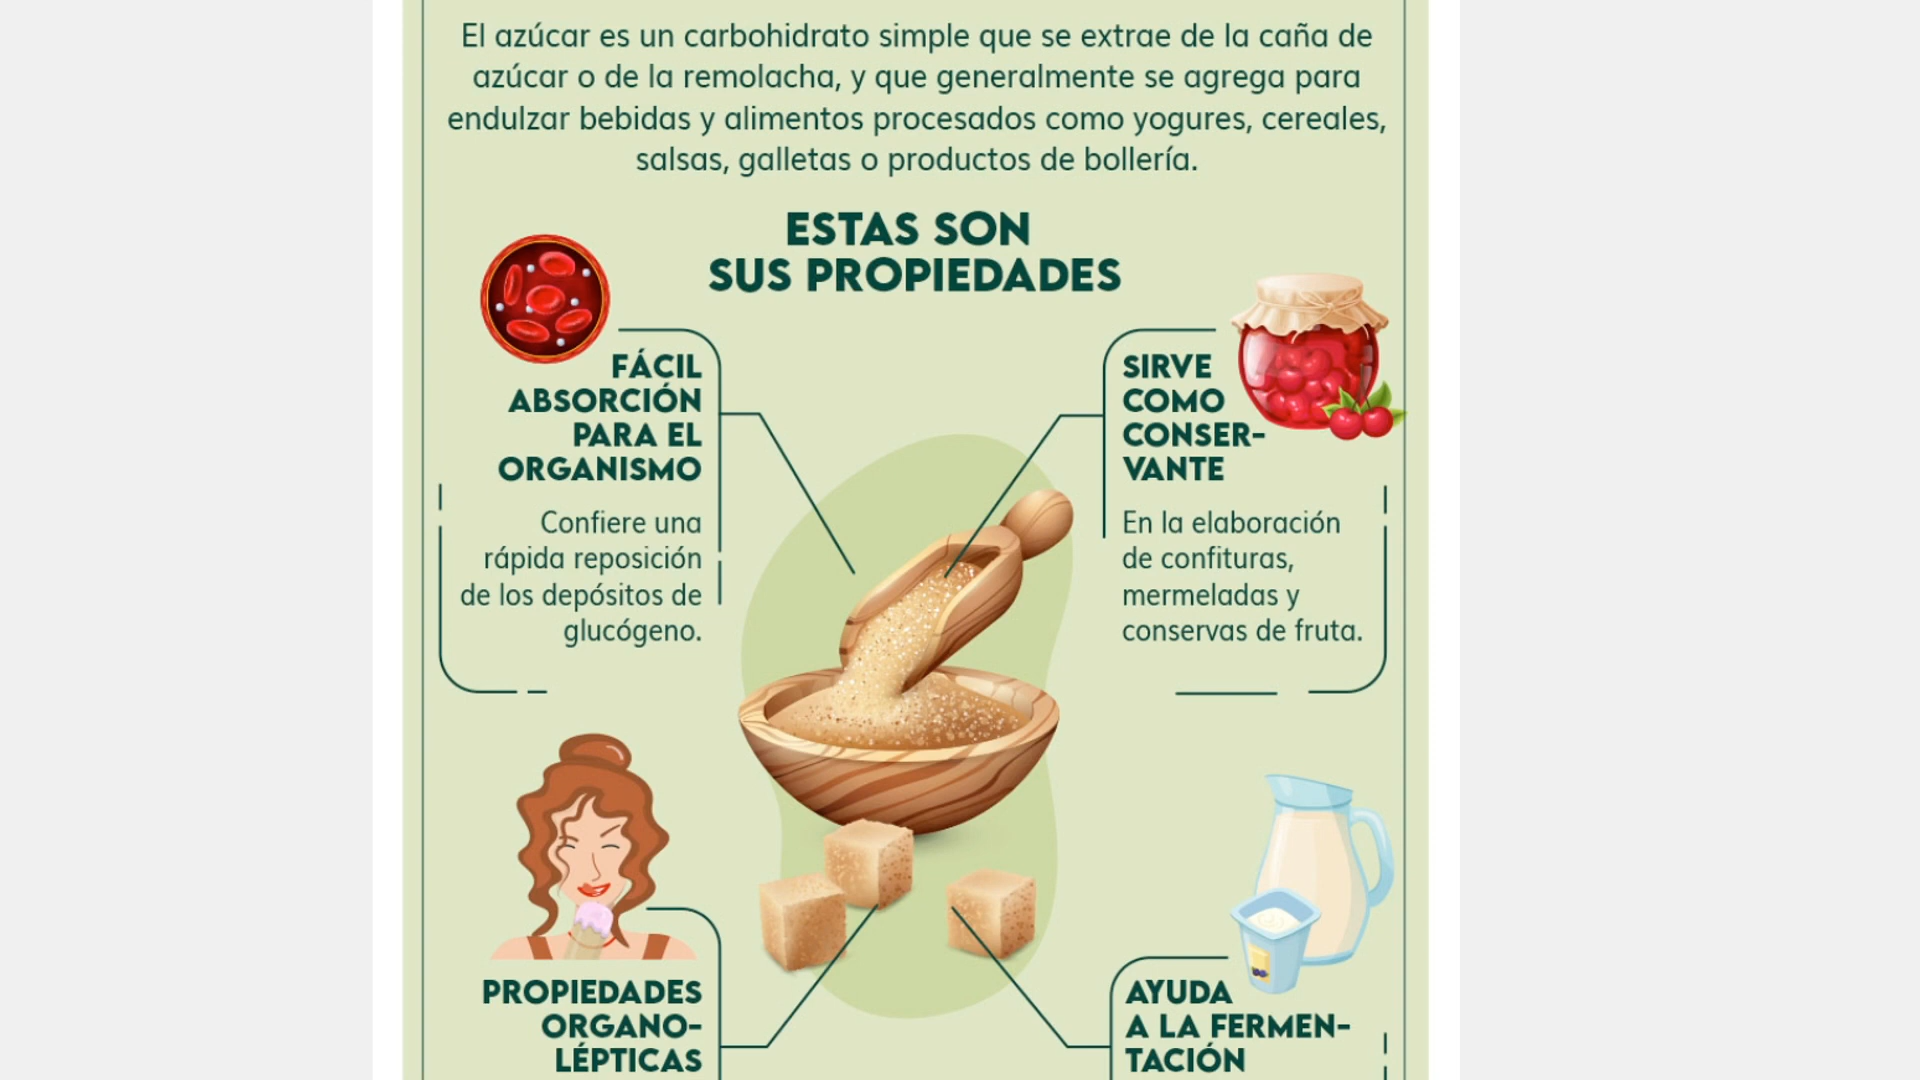 El azúcar es un carbohidrato simple que se extrae de la caña de
azúcar o de la remolacha, y que generalmente se agrega para
endulzar bebidas y alimentos procesados como yogures, cereales,
salsas, galletas o productos de bollería.
ESTAS SON
SUS PROPIEDADES
FÁCIL
ABSORCIÓN
PARA EL
ORGANISMO
Confiere una
rápida reposición
de los depósitos de
glucógeno.
SIRVE
COMO
CONSER-
VANTE
En la elaboración
de confituras,
mermeladas y
conservas de fruta.
PROPIEDADES
ORGANO-
LÉPTICAS
AYUDA
A LA FERMEN-
TACIÓN